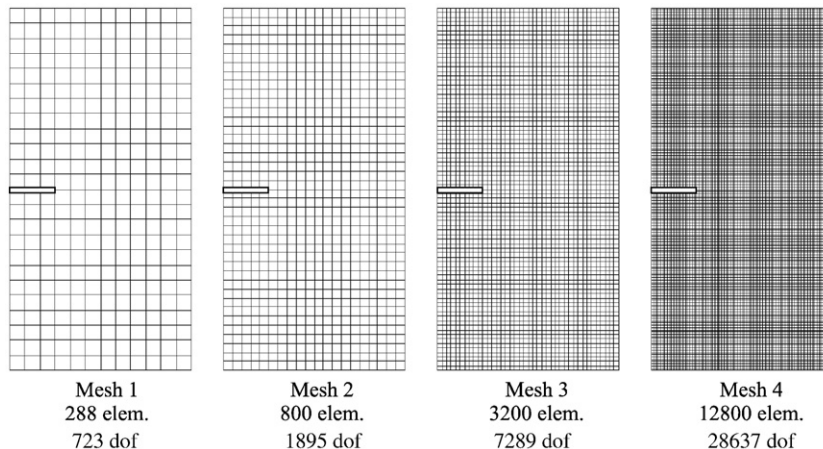 Mesh 1
288 elem.
723 dof
Mesh 2
800 elem.
1895 dof
Mesh 3
3200 elem.
7289 dof
Mesh 4
12800 elem.
28637 dof